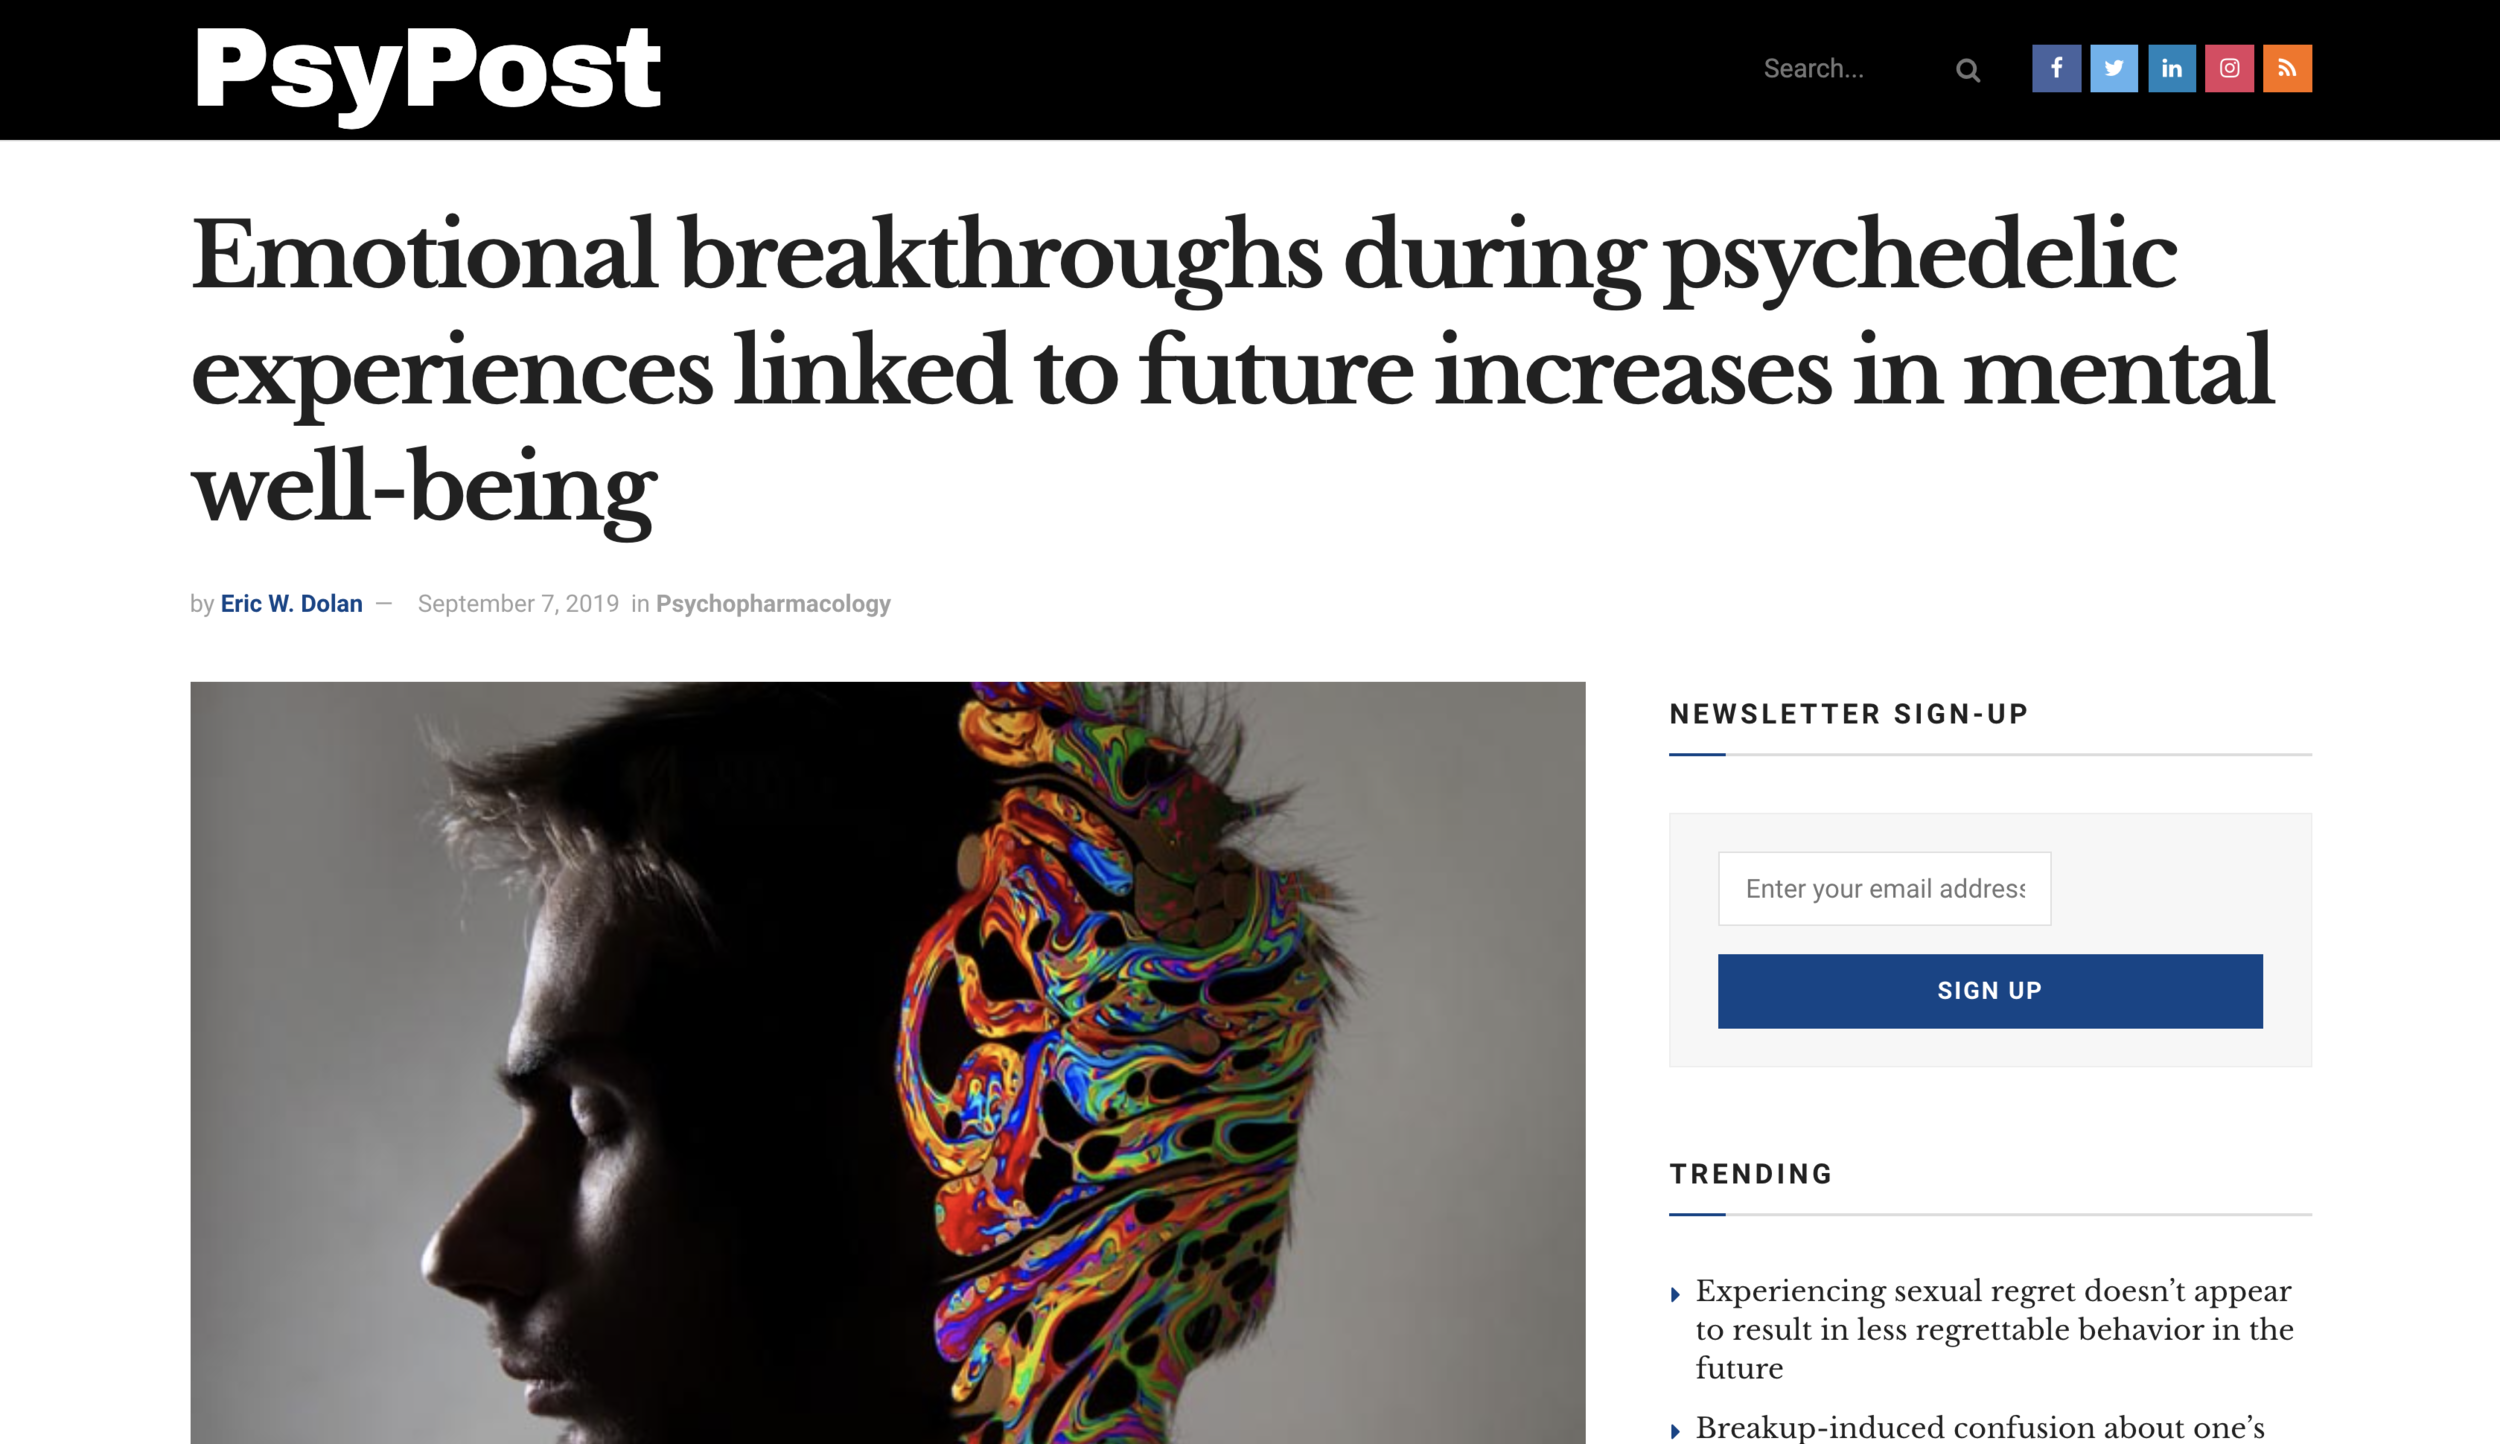 PsyPost
Search...
Emotional breakthroughs during psychedelic
experiences linked to future increases in mental
well-being
by Eric W. Dolan — September 7, 2019 in Psychopharmacology
NEWSLETTER SIGN-UP
Enter your email address
SIGN UP
TRENDING
Experiencing sexual regret doesn’t appear
to result in less regrettable behavior in the
future
Breakup-induced confusion about one’s